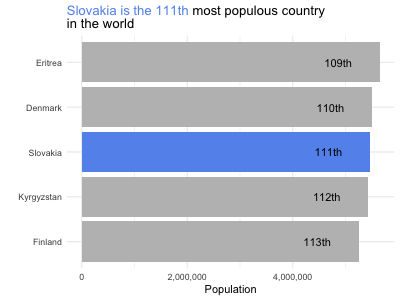 Slovakia is the 111th most populous country
in the world
Eritrea
109th
Denmark
110th
Slovakia
111th
Kyrgyzstan
112th
Finland
113th
0
2,000,000
4,000,000
Population